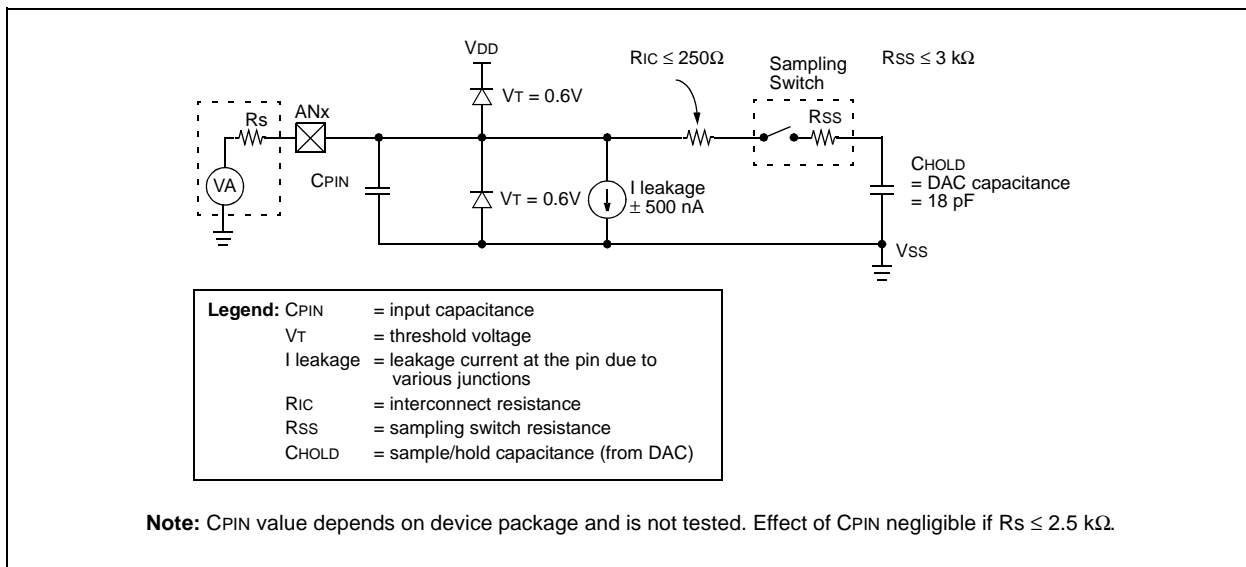 VDD
RIC ≤ 250Ω
Sampling
Switch
RSS ≤ 3 kΩ
VT = 0.6V
Rs
ANx
RSS
VA
CPIN
VT = 0.6V
I leakage
± 500 nA
CHOLD
= DAC capacitance
= 18 pF
VSS
Legend: CPIN = input capacitance
VT = threshold voltage
I leakage = leakage current at the pin due to
various junctions
RIC = interconnect resistance
RSS = sampling switch resistance
CHOLD = sample/hold capacitance (from DAC)
Note: CPIN value depends on device package and is not tested. Effect of CPIN negligible if Rs ≤ 2.5 kΩ.